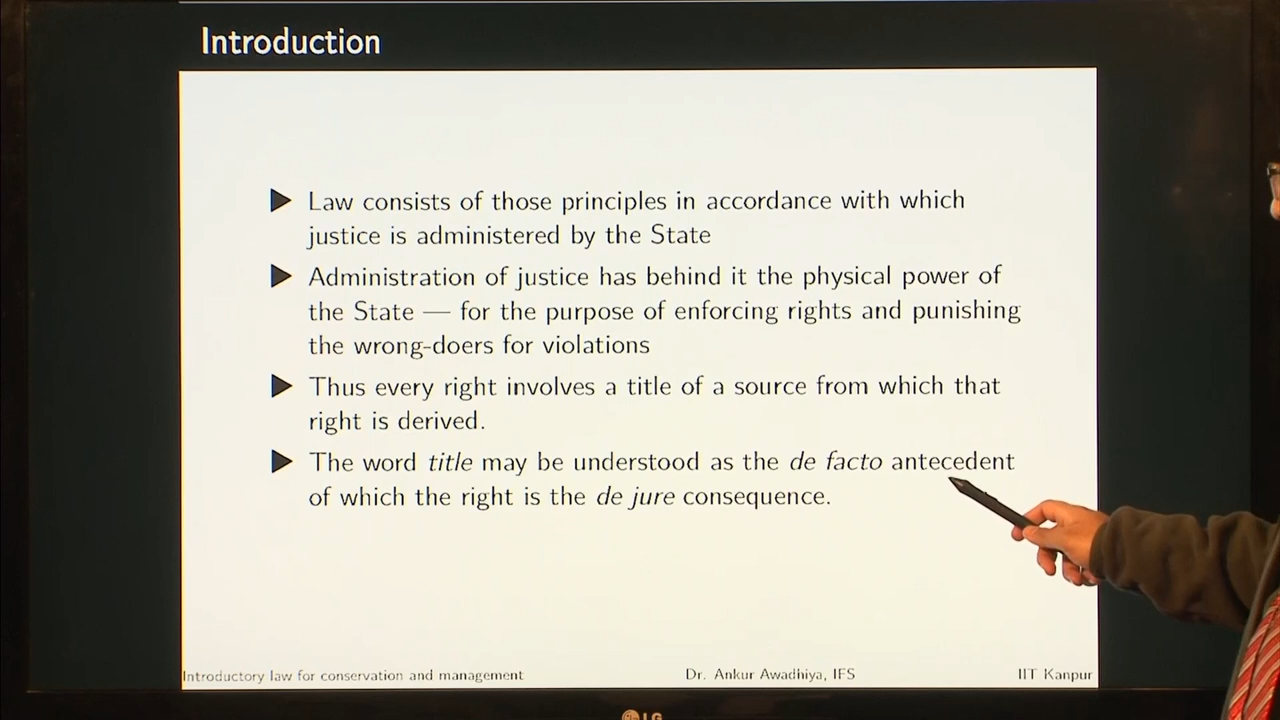 Introduction
Law consists of those principles in accordance with which
justice is administered by the State
Administration of justice has behind it the physical power of
the State — for the purpose of enforcing rights and punishing
the wrong-doers for violations
Thus every right involves a title of a source from which that
right is derived.
The word title may be understood as the de facto antecedent
of which the right is the de jure consequence.
Introductory law for conservation and management Dr. Ankur Awadhiya, IFS IIT Kanpur
LG